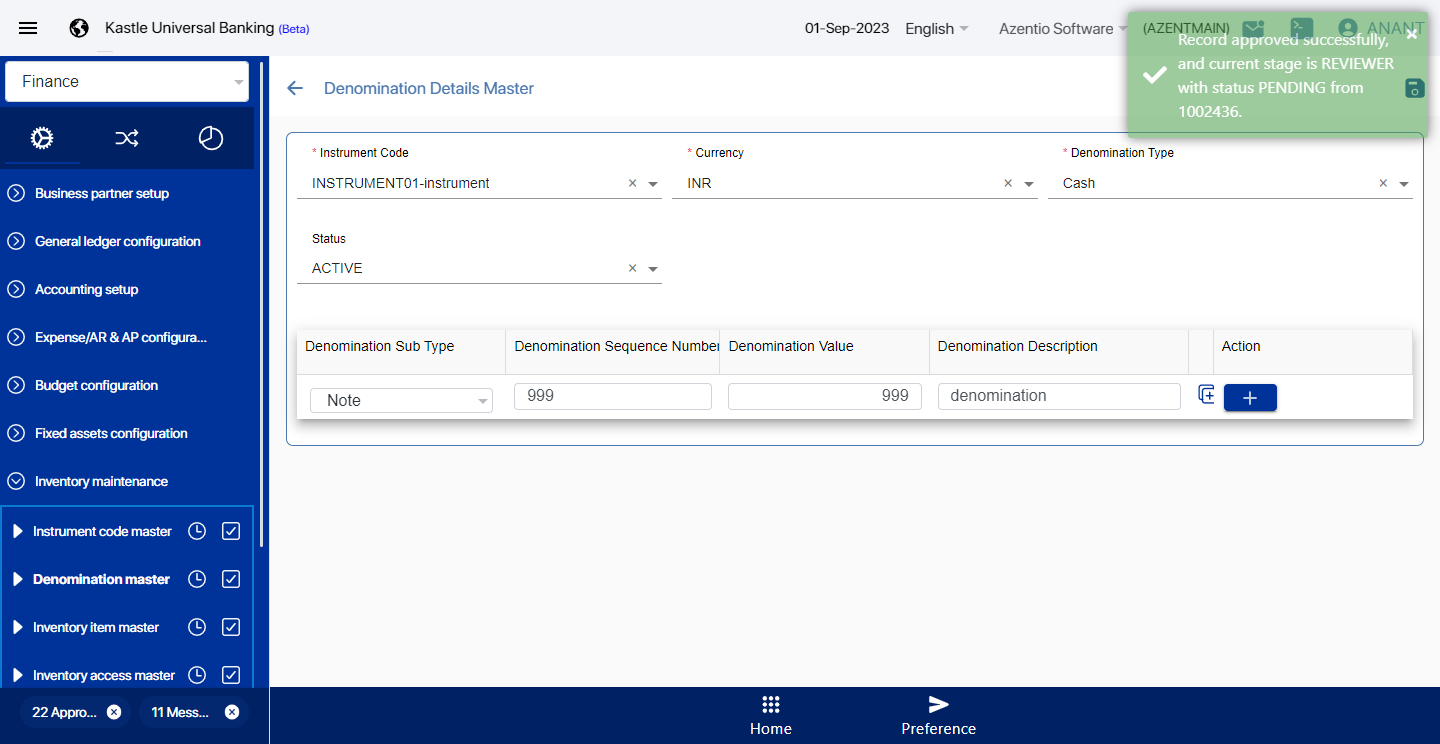 Kastle Universal Banking (Beta)
01-Sep-2023
English
Azentio Software
(AZENTMAIN)
ANANT
Record approved successfully,
and current stage is REVIEWER
with status PENDING from
1002436.
Finance
Business partner setup
General ledger configuration
Accounting setup
Expense/AR & AP configura...
Budget configuration
Fixed assets configuration
Inventory maintenance
Instrument code master
Denomination master
Inventory item master
Inventory access master
22 Appro...
11 Mess...
Denomination Details Master
* Instrument Code
INSTRUMENT01-instrument
* Currency
INR
* Denomination Type
Cash
Status
ACTIVE
Denomination Sub Type
Denomination Sequence Number
Denomination Value
Denomination Description
Action
Note
999
999
denomination
Home
Preference